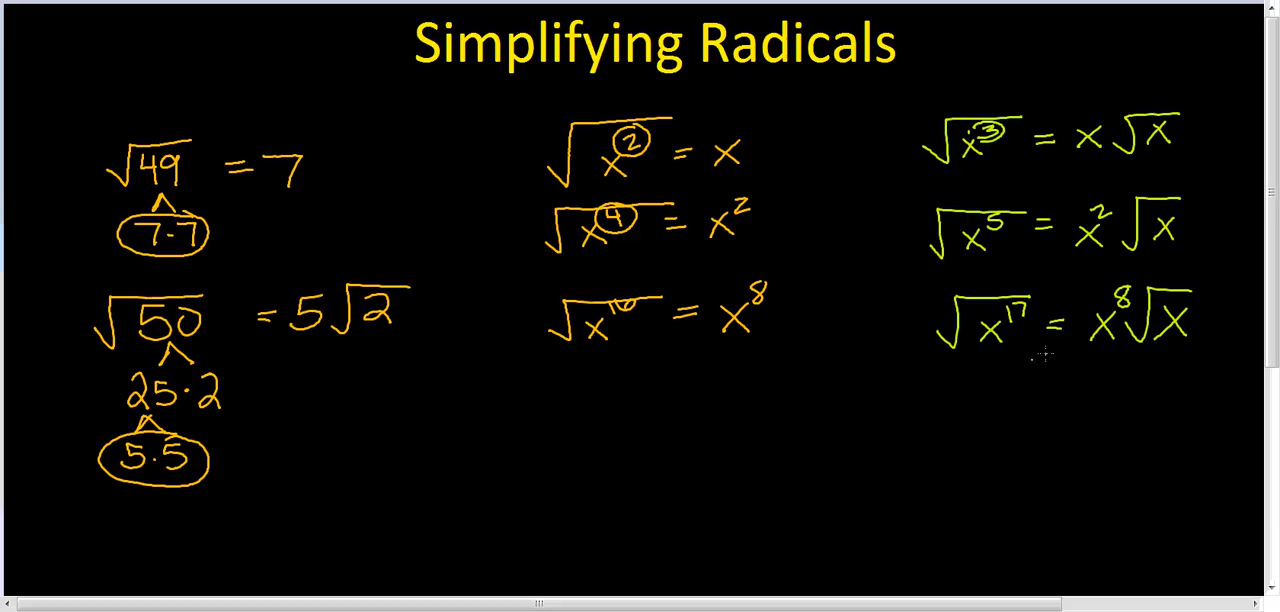 Simplifying Radicals
√49 = 7
7·7
√50 = 5√2
25·2
5·5
√x² = x
√x⁴ = x²
√x¹⁶ = x⁸
√x³ = x√x
√x⁵ = x²√x
√x¹⁷ = x⁸√x